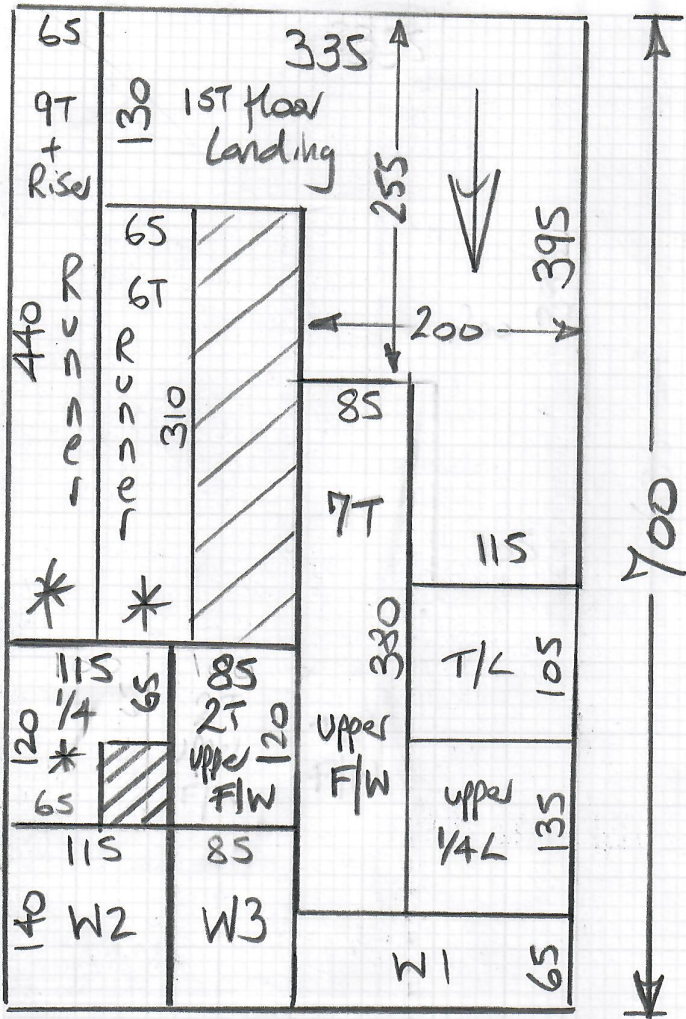 65
9T
+
Riser
Runner
440
*
130
335
1ST floor
Landing
255
395
200
700
65
6T
Runner
310
*
85
7T
330
upper
F/W
115
T/L
105
upper
1/4 L
135
115
1/4
65
120
*
65
85
2T
upper
120
F/W
115
140
W2
85
W3
W1
65